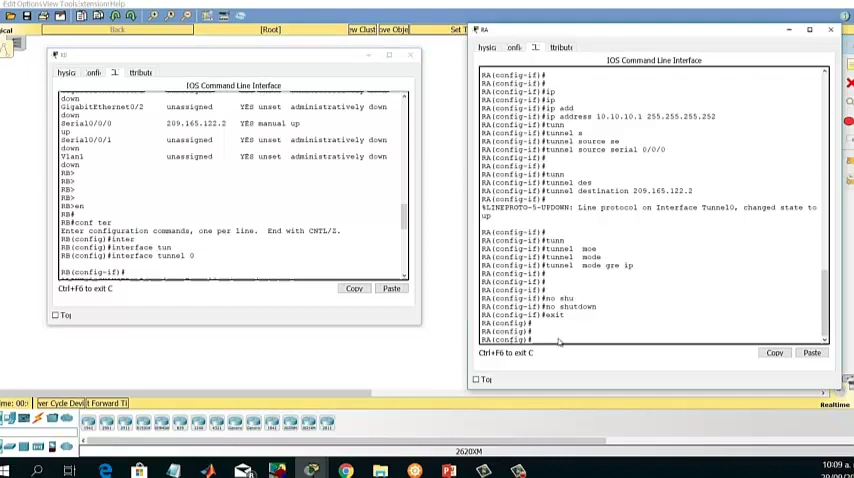 Edit Options View Tools Extensions Help
Back
[Root]
Set T
IOS Command Line Interface
down
GigabitEthernet0/2 unassigned YES unset administratively down
down
Serial0/0/0 209.165.122.2 YES manual up
up
Serial0/0/1 unassigned YES unset administratively down
down
Vlan1 unassigned YES unset administratively down
down
RB>
RB>
RB>
RB>
RB>en
RB#
RB#conf ter
Enter configuration commands, one per line. End with CNTL/Z.
RB(config)#inter
RB(config)#interface tun
RB(config)#interface tunnel 0
RB(config-if)#
Ctrl+F6 to exit C
Copy
Paste
Top
RA
IOS Command Line Interface
RA(config-if)#
RA(config-if)#
RA(config-if)#ip
RA(config-if)#ip
RA(config-if)#ip add
RA(config-if)#ip address 10.10.10.1 255.255.255.252
RA(config-if)#tunn
RA(config-if)#tunnel s
RA(config-if)#tunnel source se
RA(config-if)#tunnel source serial 0/0/0
RA(config-if)#
RA(config-if)#
RA(config-if)#tunn
RA(config-if)#tunnel des
RA(config-if)#tunnel destination 209.165.122.2
RA(config-if)#
%LINEPROTO-5-UPDOWN: Line protocol on Interface Tunnel0, changed state to
up
RA(config-if)#
RA(config-if)#tunn
RA(config-if)#tunnel moe
RA(config-if)#tunnel mode
RA(config-if)#tunnel mode gre ip
RA(config-if)#
RA(config-if)#
RA(config-if)#
RA(config-if)#no shu
RA(config-if)#no shutdown
RA(config-if)#exit
RA(config)#
RA(config)#
RA(config)#
Ctrl+F6 to exit C
Copy
Paste
Top
Realtime
2620XM
10:09 a.